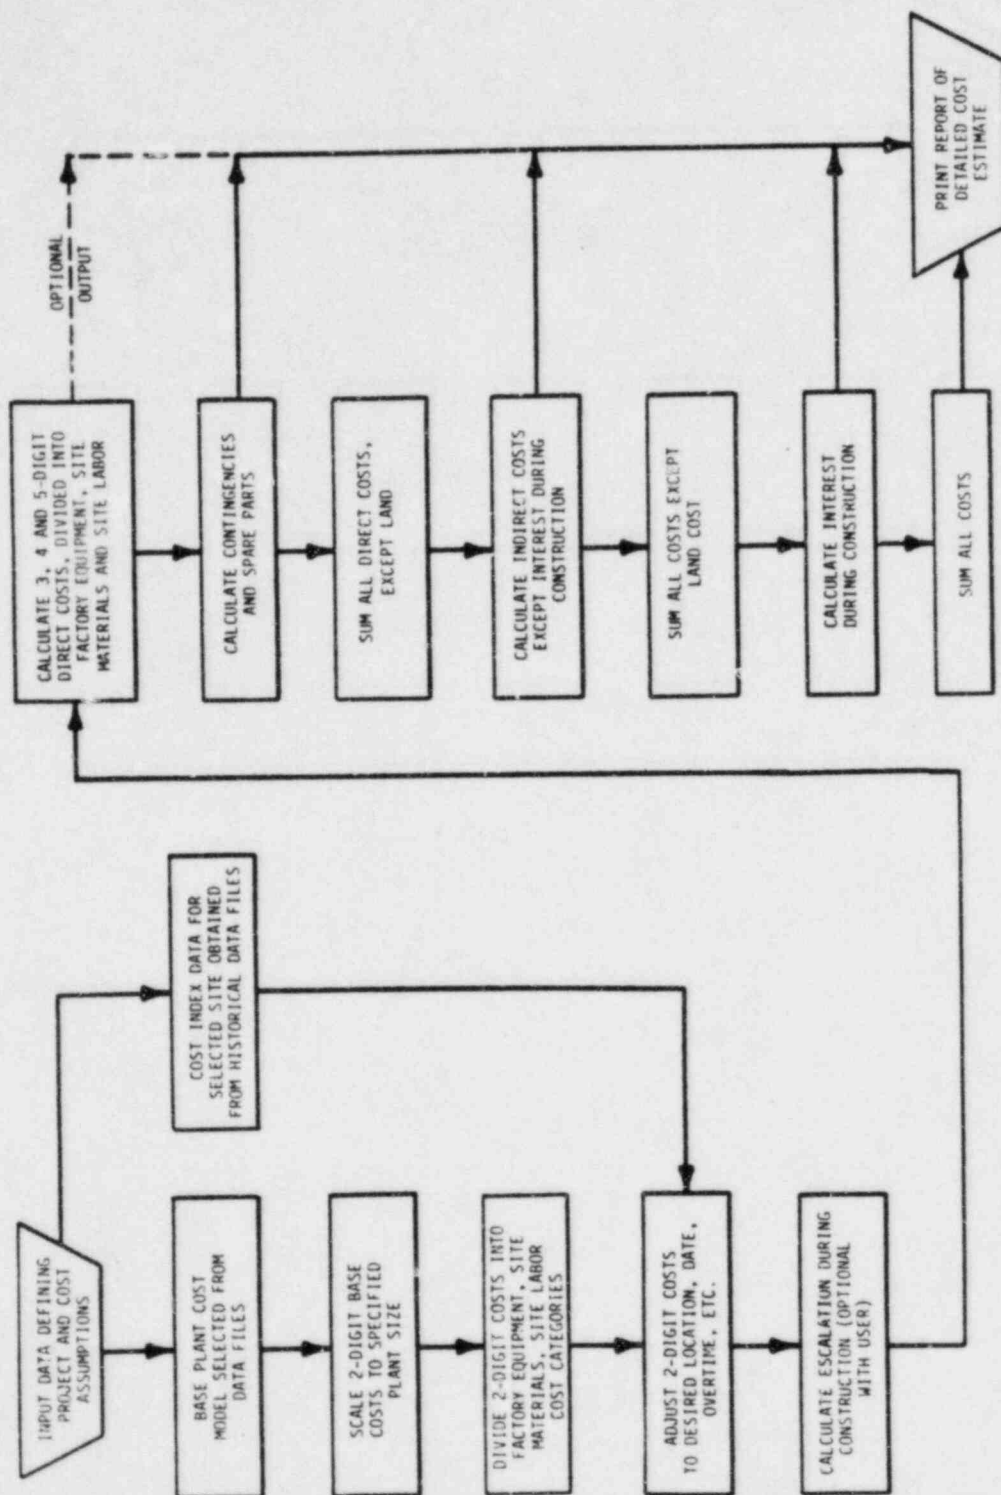 INPUT DATA DEFINING
PROJECT AND COST
ASSUMPTIONS
BASE PLANT COST
MODEL SELECTED FROM
DATA FILES
SCALE 2-DIGIT BASE
COSTS TO SPECIFIED
PLANT SIZE
DIVIDE 2-DIGIT COSTS INTO
FACTORY EQUIPMENT, SITE
MATERIALS, SITE LABOR
COST CATEGORIES
ADJUST 2-DIGIT COSTS
TO DESIRED LOCATION, DATE,
OVERTIME, ETC.
CALCULATE ESCALATION DURING
CONSTRUCTION (OPTIONAL
WITH USER)
COST INDEX DATA FOR
SELECTED SITE OBTAINED
FROM HISTORICAL DATA FILES
CALCULATE 3, 4 AND 5-DIGIT
DIRECT COSTS, DIVIDED INTO
FACTORY EQUIPMENT, SITE
MATERIALS AND SITE LABOR
OPTIONAL
OUTPUT
CALCULATE CONTINGENCIES
AND SPARE PARTS
SUM ALL DIRECT COSTS,
EXCEPT LAND
CALCULATE INDIRECT COSTS
EXCEPT INTEREST DURING
CONSTRUCTION
SUM ALL COSTS EXCEPT
LAND COST
CALCULATE INTEREST
DURING CONSTRUCTION
SUM ALL COSTS
PRINT REPORT OF
DETAILED COST
ESTIMATE